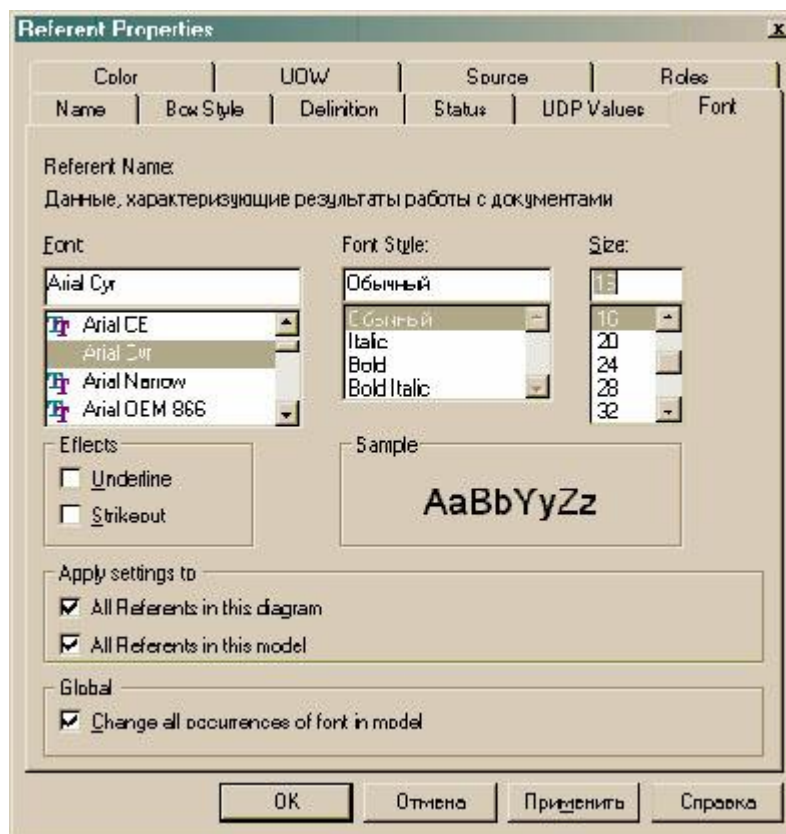 Referent Properties
Color UOW Source Roles
Name Box Style Definition Status UDP Values Font
Referent Name:
Данные, характеризующие результаты работы с документами
Font Font Style: Size:
Arial Cyr Обычный
Arial CE Обычный
Arial Cyr Italic 20
Arial Narrow Bold 24
Arial OEM 866 Bold Italic 28
32
Effects Sample
Underline
Strikeout
AaBbYyZz
Apply settings to
All Referents in this diagram
All Referents in this model
Global
Change all occurrences of font in model
OK Отмена Применить Справка